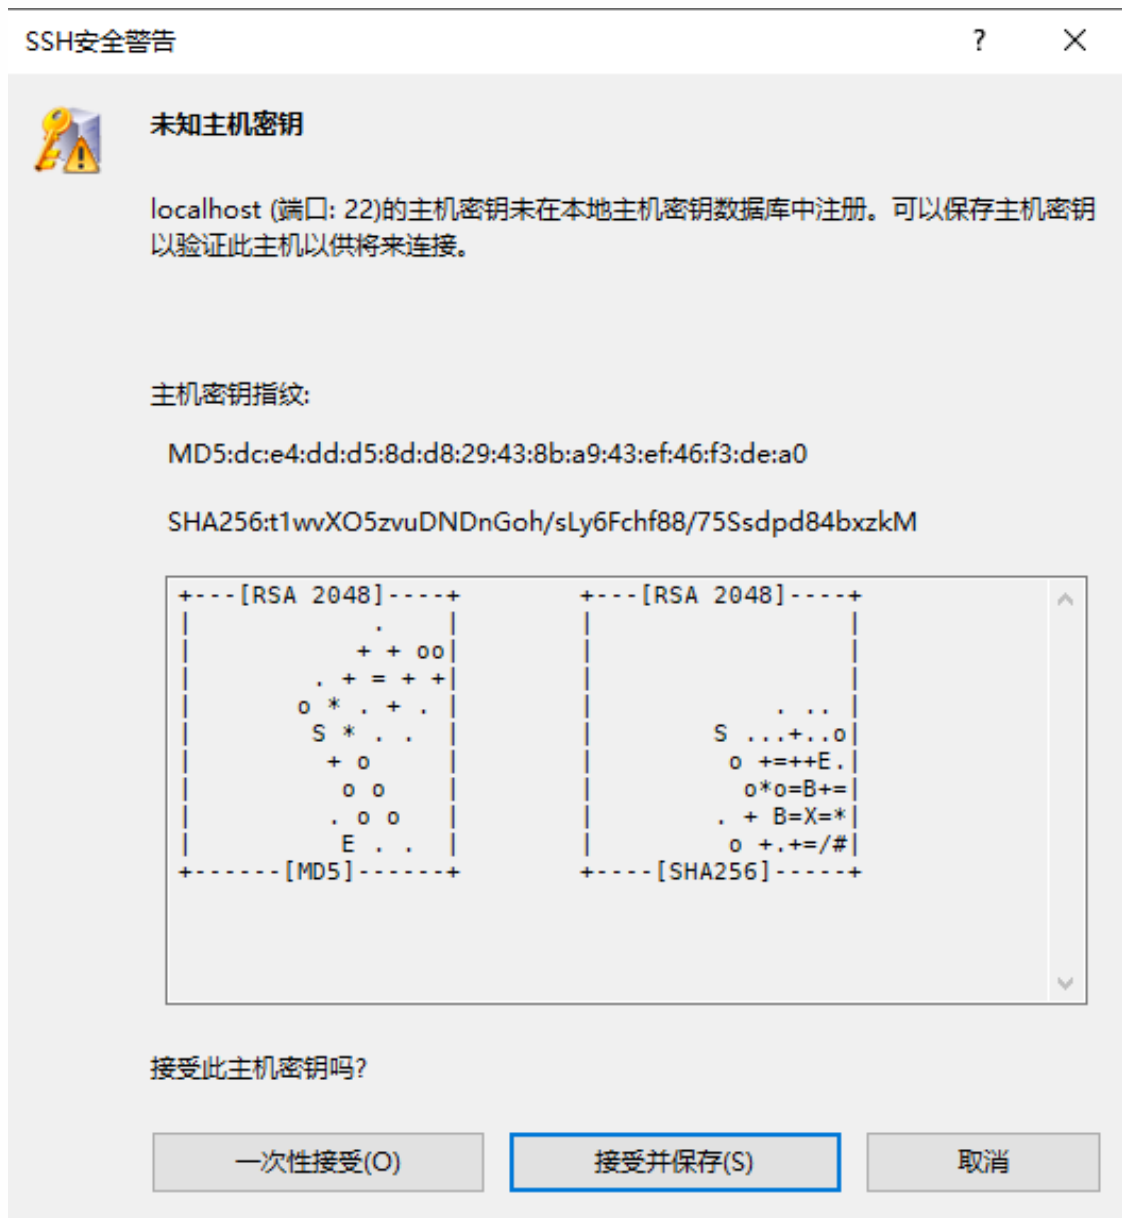 SSH安全警告
未知主机密钥
localhost (端口: 22)的主机密钥未在本地主机密钥数据库中注册。可以保存主机密钥
以验证此主机以供将来连接。
主机密钥指纹:
MD5:dc:e4:dd:d5:8d:d8:29:43:8b:a9:43:ef:46:f3:de:a0
SHA256:t1wvXO5zvuDNDnGoh/sLy6Fchf88/75Ssdpd84bxzkM
+---[RSA 2048]----+        +---[RSA 2048]----+
|             .    |        |                 |
|            + + oo|        |                 |
|         . + = + +|        |                 |
|        o * . + . |        |            . .. |
|         S * . .  |        |        S ...+..o|
|          + o     |        |         o +=++E.|
|           o o    |        |          o*o=B+=|
|          . o o   |        |        . + B=X=*|
|           E . .  |        |         o +.+=/#|
+------[MD5]------+        +----[SHA256]-----+
接受此主机密钥吗?
一次性接受(O)
接受并保存(S)
取消